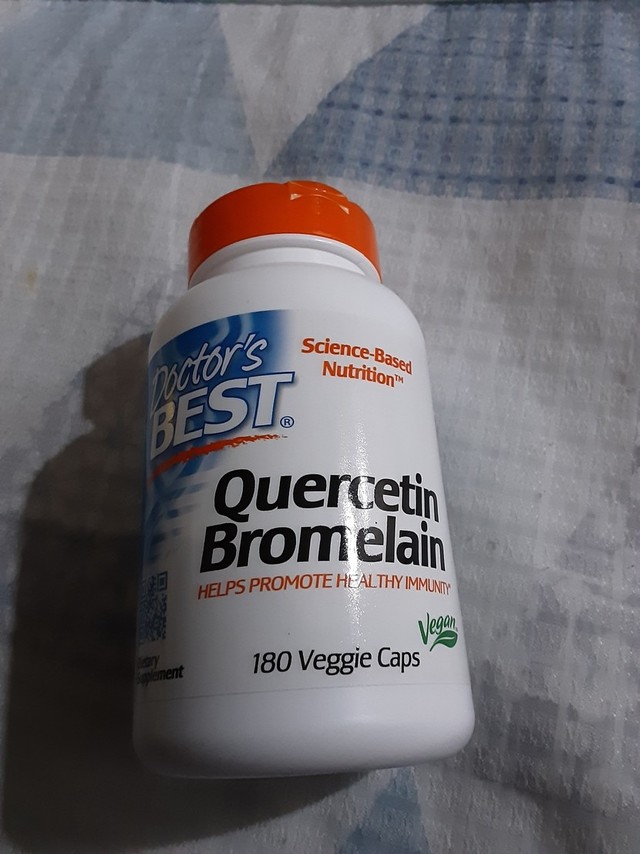 Doctor's
BEST®
Science-Based
Nutrition™
Quercetin
Bromelain
HELPS PROMOTE HEALTHY IMMUNITY*
Vegan
180 Veggie Caps